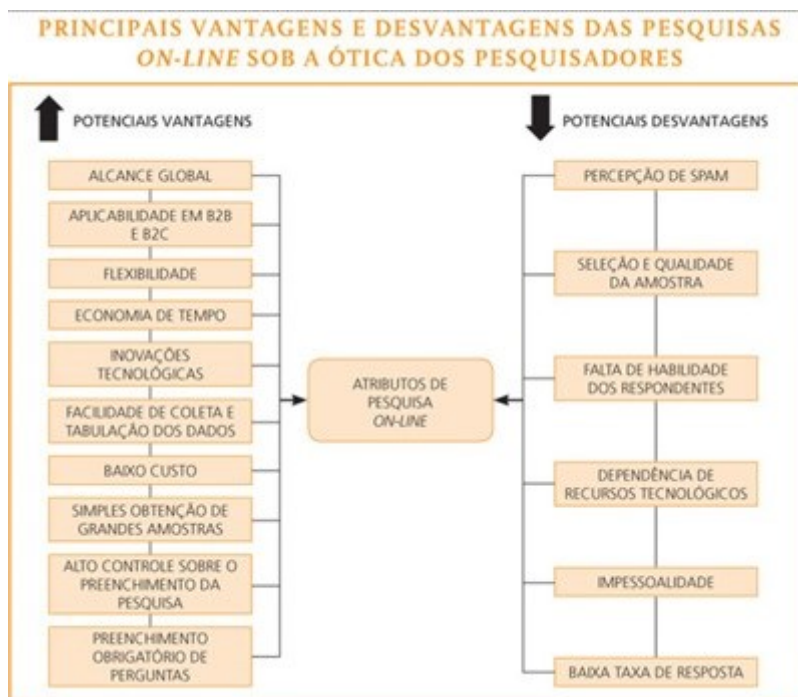 PRINCIPAIS VANTAGENS E DESVANTAGENS DAS PESQUISAS
ON-LINE SOB A ÓTICA DOS PESQUISADORES
POTENCIAIS VANTAGENS
ALCANCE GLOBAL
APLICABILIDADE EM B2B
E B2C
FLEXIBILIDADE
ECONOMIA DE TEMPO
INOVAÇÕES
TECNOLÓGICAS
FACILIDADE DE COLETA E
TABULAÇÃO DOS DADOS
BAIXO CUSTO
SIMPLES OBTENÇÃO DE
GRANDES AMOSTRAS
ALTO CONTROLE SOBRE O
PREENCHIMENTO DA
PESQUISA
PREENCHIMENTO
OBRIGATÓRIO DE
PERGUNTAS
ATRIBUTOS DE
PESQUISA
ON-LINE
POTENCIAIS DESVANTAGENS
PERCEPÇÃO DE SPAM
SELEÇÃO E QUALIDADE
DA AMOSTRA
FALTA DE HABILIDADE
DOS RESPONDENTES
DEPENDÊNCIA DE
RECURSOS TECNOLÓGICOS
IMPESSOALIDADE
BAIXA TAXA DE RESPOSTA